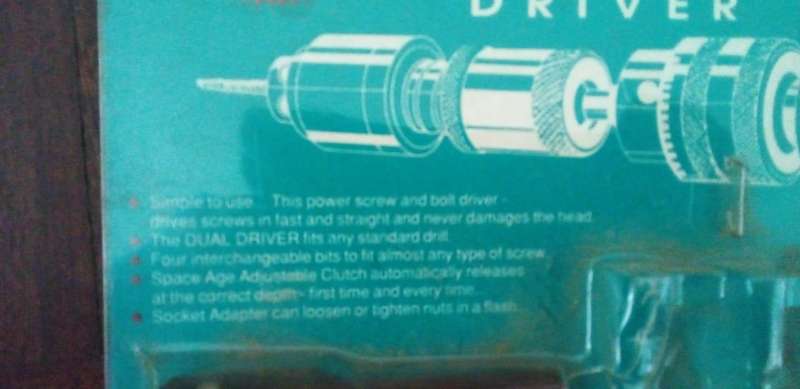 DRIVER
Simple to use This power screw and bolt driver -
drives screws in fast and straight and never damages the head.
The DUAL DRIVER fits any standard drill.
Four interchangeable bits to fit almost any type of screw.
Space Age Adjustable Clutch automatically releases
at the correct depth - first time and every time.
Socket Adapter can loosen or tighten nuts in a flash.